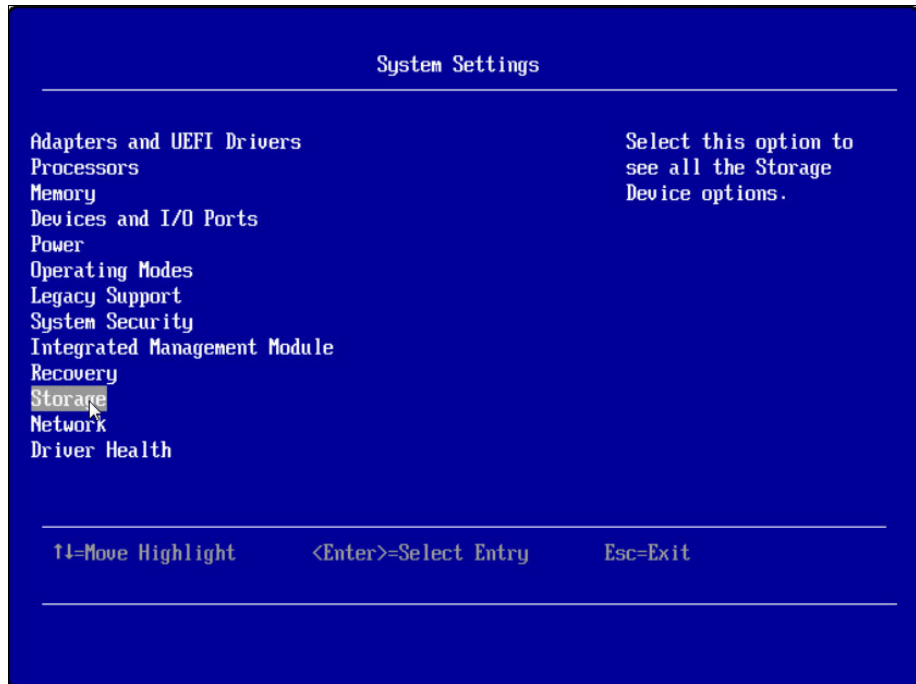 System Settings
Adapters and UEFI Drivers
Processors
Memory
Devices and I/O Ports
Power
Operating Modes
Legacy Support
System Security
Integrated Management Module
Recovery
Storage
Network
Driver Health
Select this option to
see all the Storage
Device options.
↑↓=Move Highlight <Enter>=Select Entry Esc=Exit